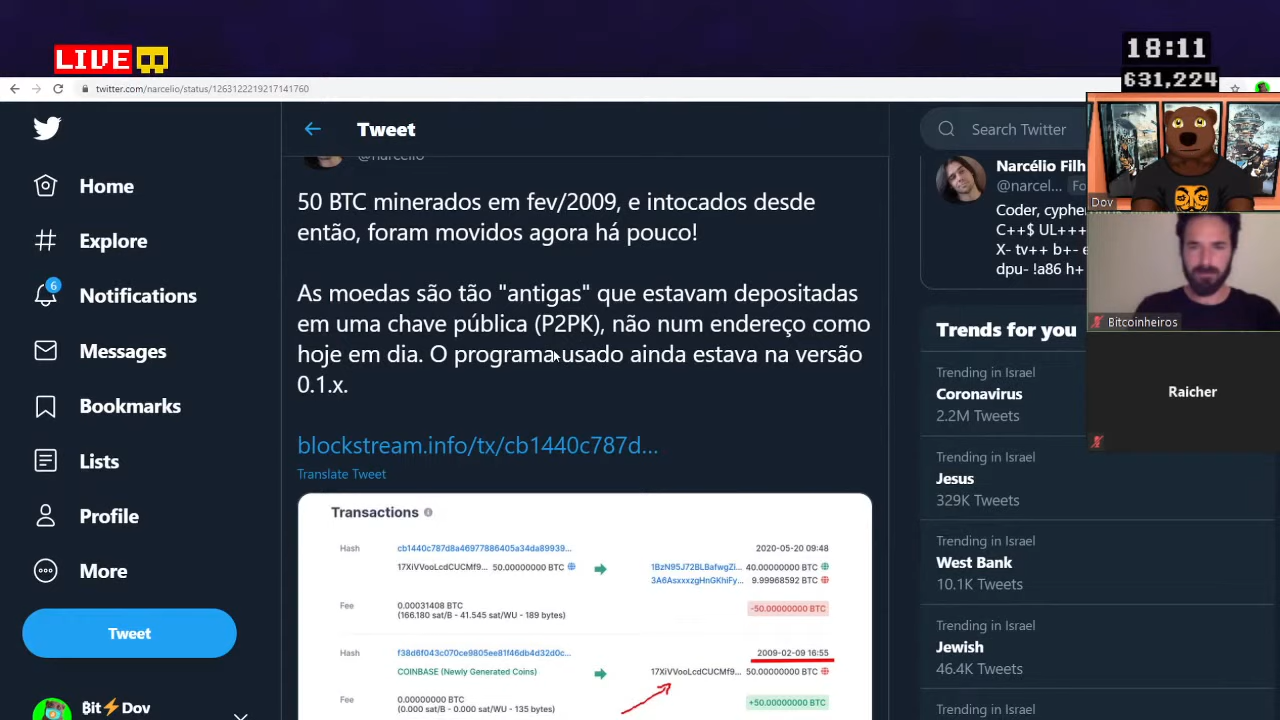 LIVE
18:11
631,224
twitter.com/narcelio/status/1263122219217141760
Tweet
Search Twitter
@narcelio
Home
Explore
6
Notifications
Messages
Bookmarks
Lists
Profile
More
Tweet
₿it⚡Dov
50 BTC minerados em fev/2009, e intocados desde
então, foram movidos agora há pouco!
As moedas são tão "antigas" que estavam depositadas
em uma chave pública (P2PK), não num endereço como
hoje em dia. O programa usado ainda estava na versão
0.1.x.
blockstream.info/tx/cb1440c787d...
Translate Tweet
Transactions
Hash cb1440c787d8a46977886405a34da89939... 2020-05-20 09:48
17XiVVooLcdCUCMf9... 50.00000000 BTC 1BzN95J72BLBafwgZi... 40.00000000 BTC
3A6AsxxxzgHnGKhiFy... 9.99968592 BTC
Fee 0.00031408 BTC
(166.180 sat/B - 41.545 sat/WU - 189 bytes) -50.00000000 BTC
Hash f38d6f043c070ce9805ee81f46db4d32d0c... 2009-02-09 16:55
COINBASE (Newly Generated Coins) 17XiVVooLcdCUCMf9... 50.00000000 BTC
Fee 0.00000000 BTC
(0.000 sat/B - 0.000 sat/WU - 135 bytes) +50.00000000 BTC
Narcélio Filh
@narcel... Fo
Coder, cypher
C++$ UL+++
X- tv++ b+- e
dpu- !a86 h+
Trends for you
Trending in Israel
Coronavirus
2.2M Tweets
Trending in Israel
Jesus
329K Tweets
Trending in Israel
West Bank
10.1K Tweets
Trending in Israel
Jewish
46.4K Tweets
Trending in Israel
Dov
Bitcoinheiros
Raicher